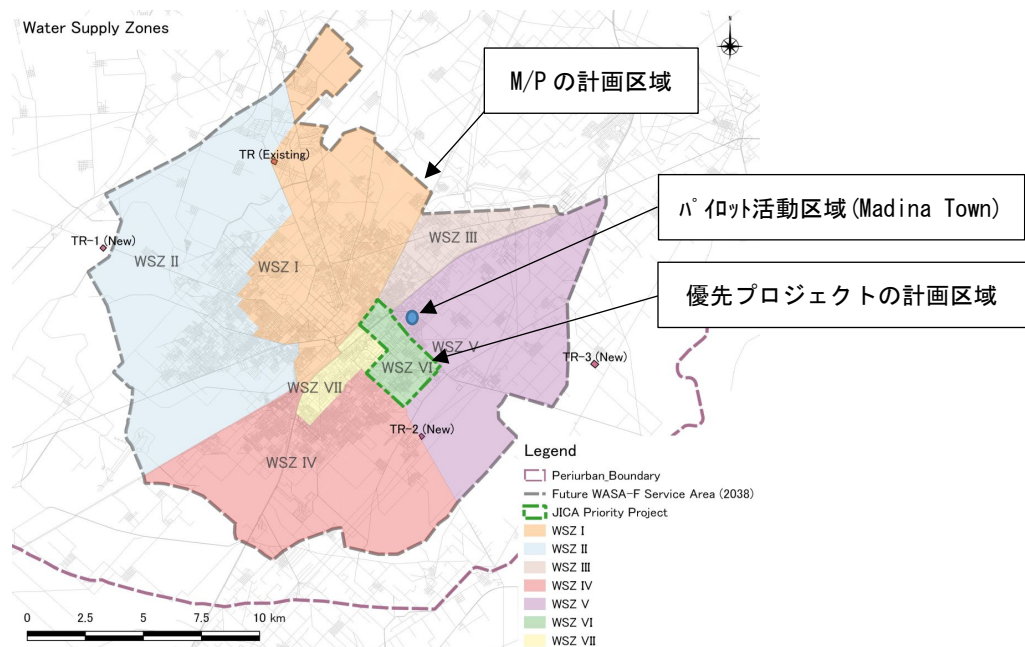 Water Supply Zones
M/P の計画区域
TR (Existing)
パイロット活動区域(Madina Town)
WSZ III
TR-1 (New)
WSZ II
WSZ I
優先プロジェクトの計画区域
WSZ V
WSZ VI
TR-3 (New)
WSZ VII
TR-2 (New)
WSZ IV
Legend
Periurban_Boundary
Future WASA-F Service Area (2038)
JICA Priority Project
WSZ I
WSZ II
WSZ III
WSZ IV
WSZ V
WSZ VI
WSZ VII
0 2.5 5 7.5 10 km